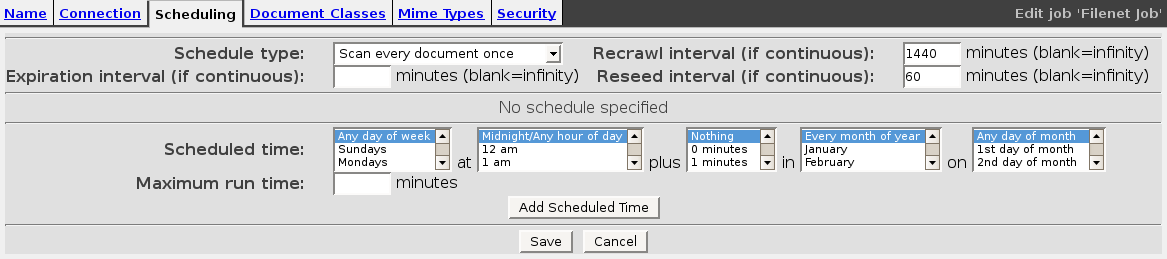 Name Connection Scheduling Document Classes Mime Types Security Edit job 'Filenet Job'
Schedule type: Scan every document once Recrawl interval (if continuous): 1440 minutes (blank=infinity)
Expiration interval (if continuous): minutes (blank=infinity) Reseed interval (if continuous): 60 minutes (blank=infinity)
No schedule specified
Any day of week Midnight/Any hour of day Nothing Every month of year Any day of month
Scheduled time: Sundays 12 am 0 minutes January 1st day of month
Mondays at 1 am plus 1 minutes in February on 2nd day of month
Maximum run time: minutes
Add Scheduled Time
Save Cancel